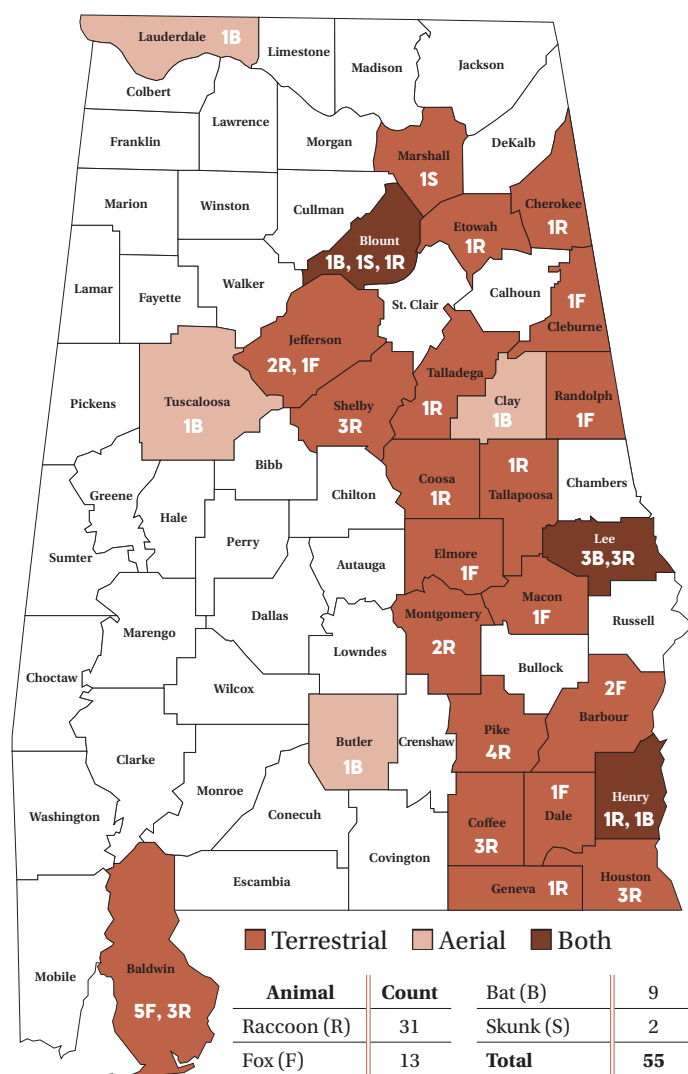 Lauderdale 1B
Limestone
Madison
Jackson
Colbert
Lawrence
Franklin
Morgan
DeKalb
Marshall
1S
Marion
Winston
Cullman
Cherokee
1R
Etowah
1R
Blount
1B, 1S, 1R
Lamar
Fayette
Walker
St. Clair
Calhoun
1F
Cleburne
Jefferson
2R, 1F
Talladega
1R
Pickens
Tuscaloosa
1B
Shelby
3R
Clay
1B
Randolph
1F
Bibb
Greene
Hale
Chilton
Coosa
1R
1R
Tallapoosa
Chambers
Sumter
Perry
Autauga
Elmore
1F
Lee
3B,3R
Macon
1F
Dallas
Montgomery
2R
Russell
Marengo
Lowndes
Bullock
Choctaw
Wilcox
2F
Barbour
Clarke
Butler
1B
Crenshaw
Pike
4R
Monroe
Washington
Conecuh
Coffee
3R
1F
Dale
Henry
1R, 1B
Covington
Escambia
Geneva 1R
Houston
3R
Mobile
Baldwin
5F, 3R
Terrestrial Aerial Both
Animal Count Bat (B) 9
Raccoon (R) 31 Skunk (S) 2
Fox (F) 13 Total 55